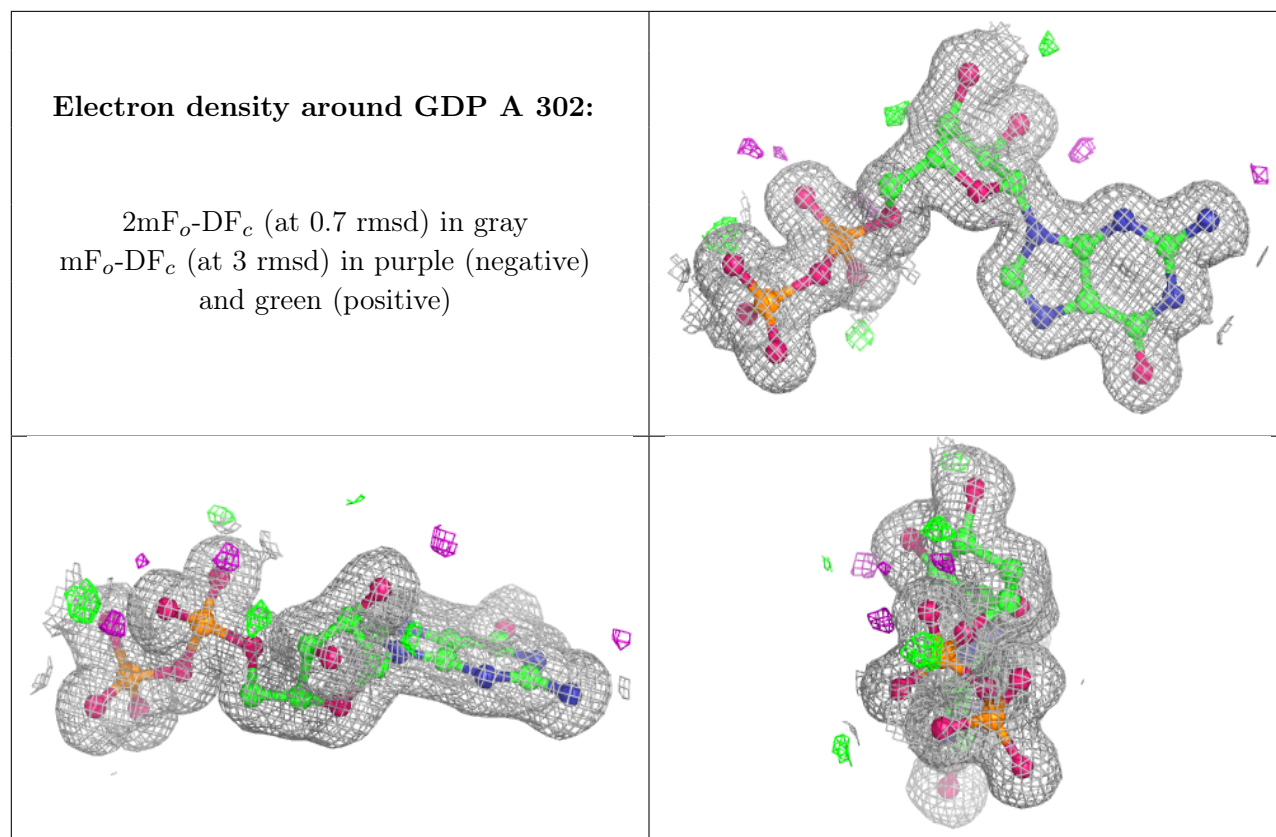 Electron density around GDP A 302:
2mFo-DFc (at 0.7 rmsd) in gray
mFo-DFc (at 3 rmsd) in purple (negative)
and green (positive)